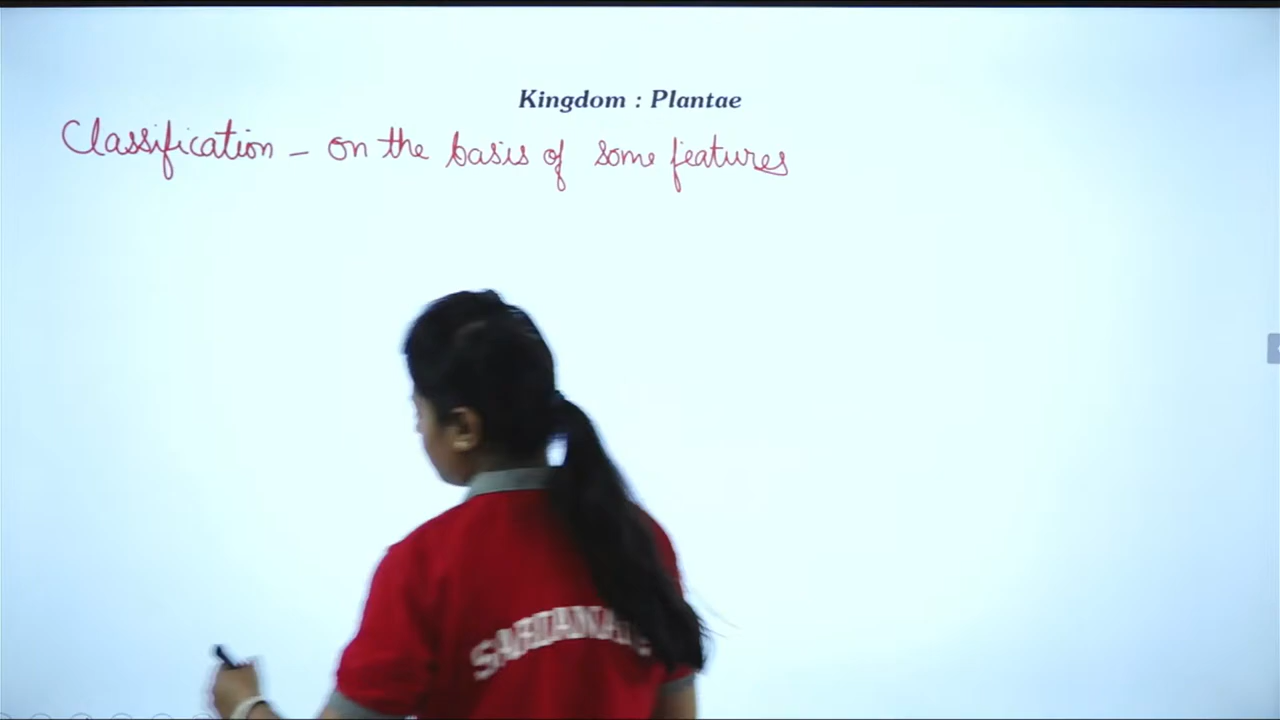 Kingdom : Plantae
Classification – on the basis of some features